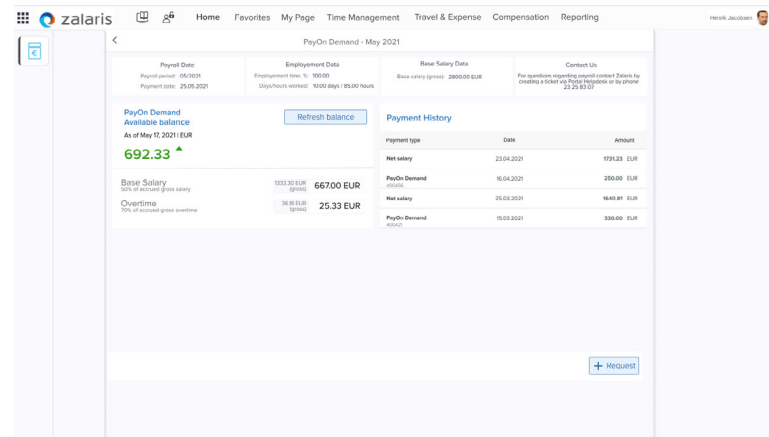 zalaris
Home Favorites My Page Time Management Travel & Expense Compensation Reporting
Henrik Jacobsen
PayOn Demand - May 2021
Payroll Date
Payroll period: 05/2021
Payment date: 25.05.2021
Employment Data
Employment time, %: 100.00
Days/hours worked: 10.00 days / 85.00 hours
Base Salary Data
Base salary (gross): 2800.00 EUR
Contact Us
For questions regarding payroll contact Zalaris by
creating a ticket via Portal Helpdesk or by phone
23 25 83 07
PayOn Demand
Available balance
As of May 17, 2021 | EUR
692.33
Refresh balance
Base Salary
50% of accrued gross salary
1333.30 EUR
(gross)
667.00 EUR
Overtime
70% of accrued gross overtime
36.18 EUR
(gross)
25.33 EUR
Payment History
Payment type Date Amount
Net salary 23.04.2021 1731.23 EUR
PayOn Demand 16.04.2021 250.00 EUR
Net salary 25.03.2021 1640.91 EUR
PayOn Demand 15.03.2021 330.00 EUR
+ Request